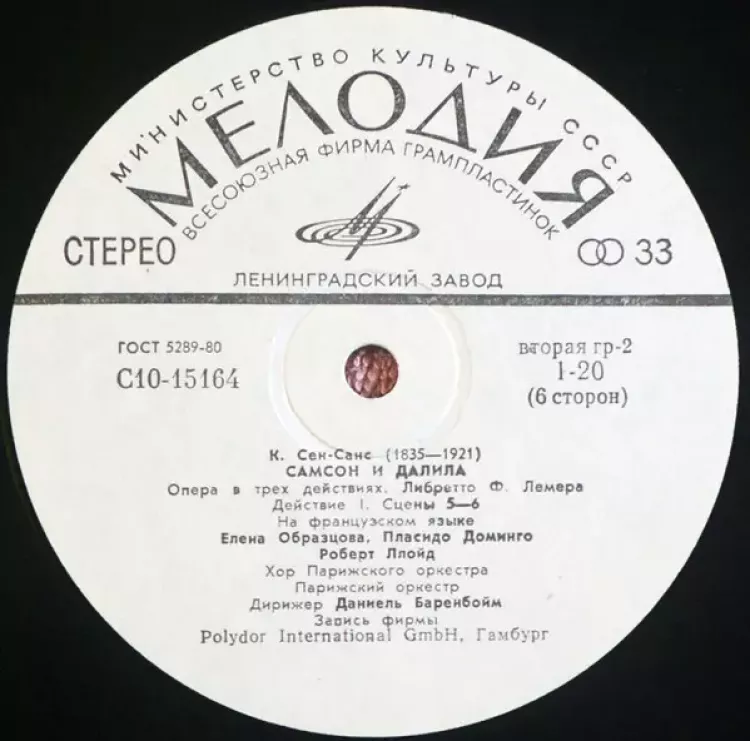 МИНИСТЕРСТВО КУЛЬТУРЫ СССР
МЕЛОДИЯ
ВСЕСОЮЗНАЯ ФИРМА ГРАМПЛАСТИНОК
СТЕРЕО
33
ЛЕНИНГРАДСКИЙ ЗАВОД
ГОСТ 5289-80
вторая гр-2
С10-15164
1-20
(6 сторон)
К. Сен-Санс (1835—1921)
САМСОН И ДАЛИЛА
Опера в трех действиях. Либретто Ф. Лемера
Действие I. Сцены 5—6
На французском языке
Елена Образцова, Пласидо Доминго
Роберт Ллойд
Хор Парижского оркестра
Парижский оркестр
Дирижер Даниель Баренбойм
Запись фирмы
Polydor International GmbH, Гамбург